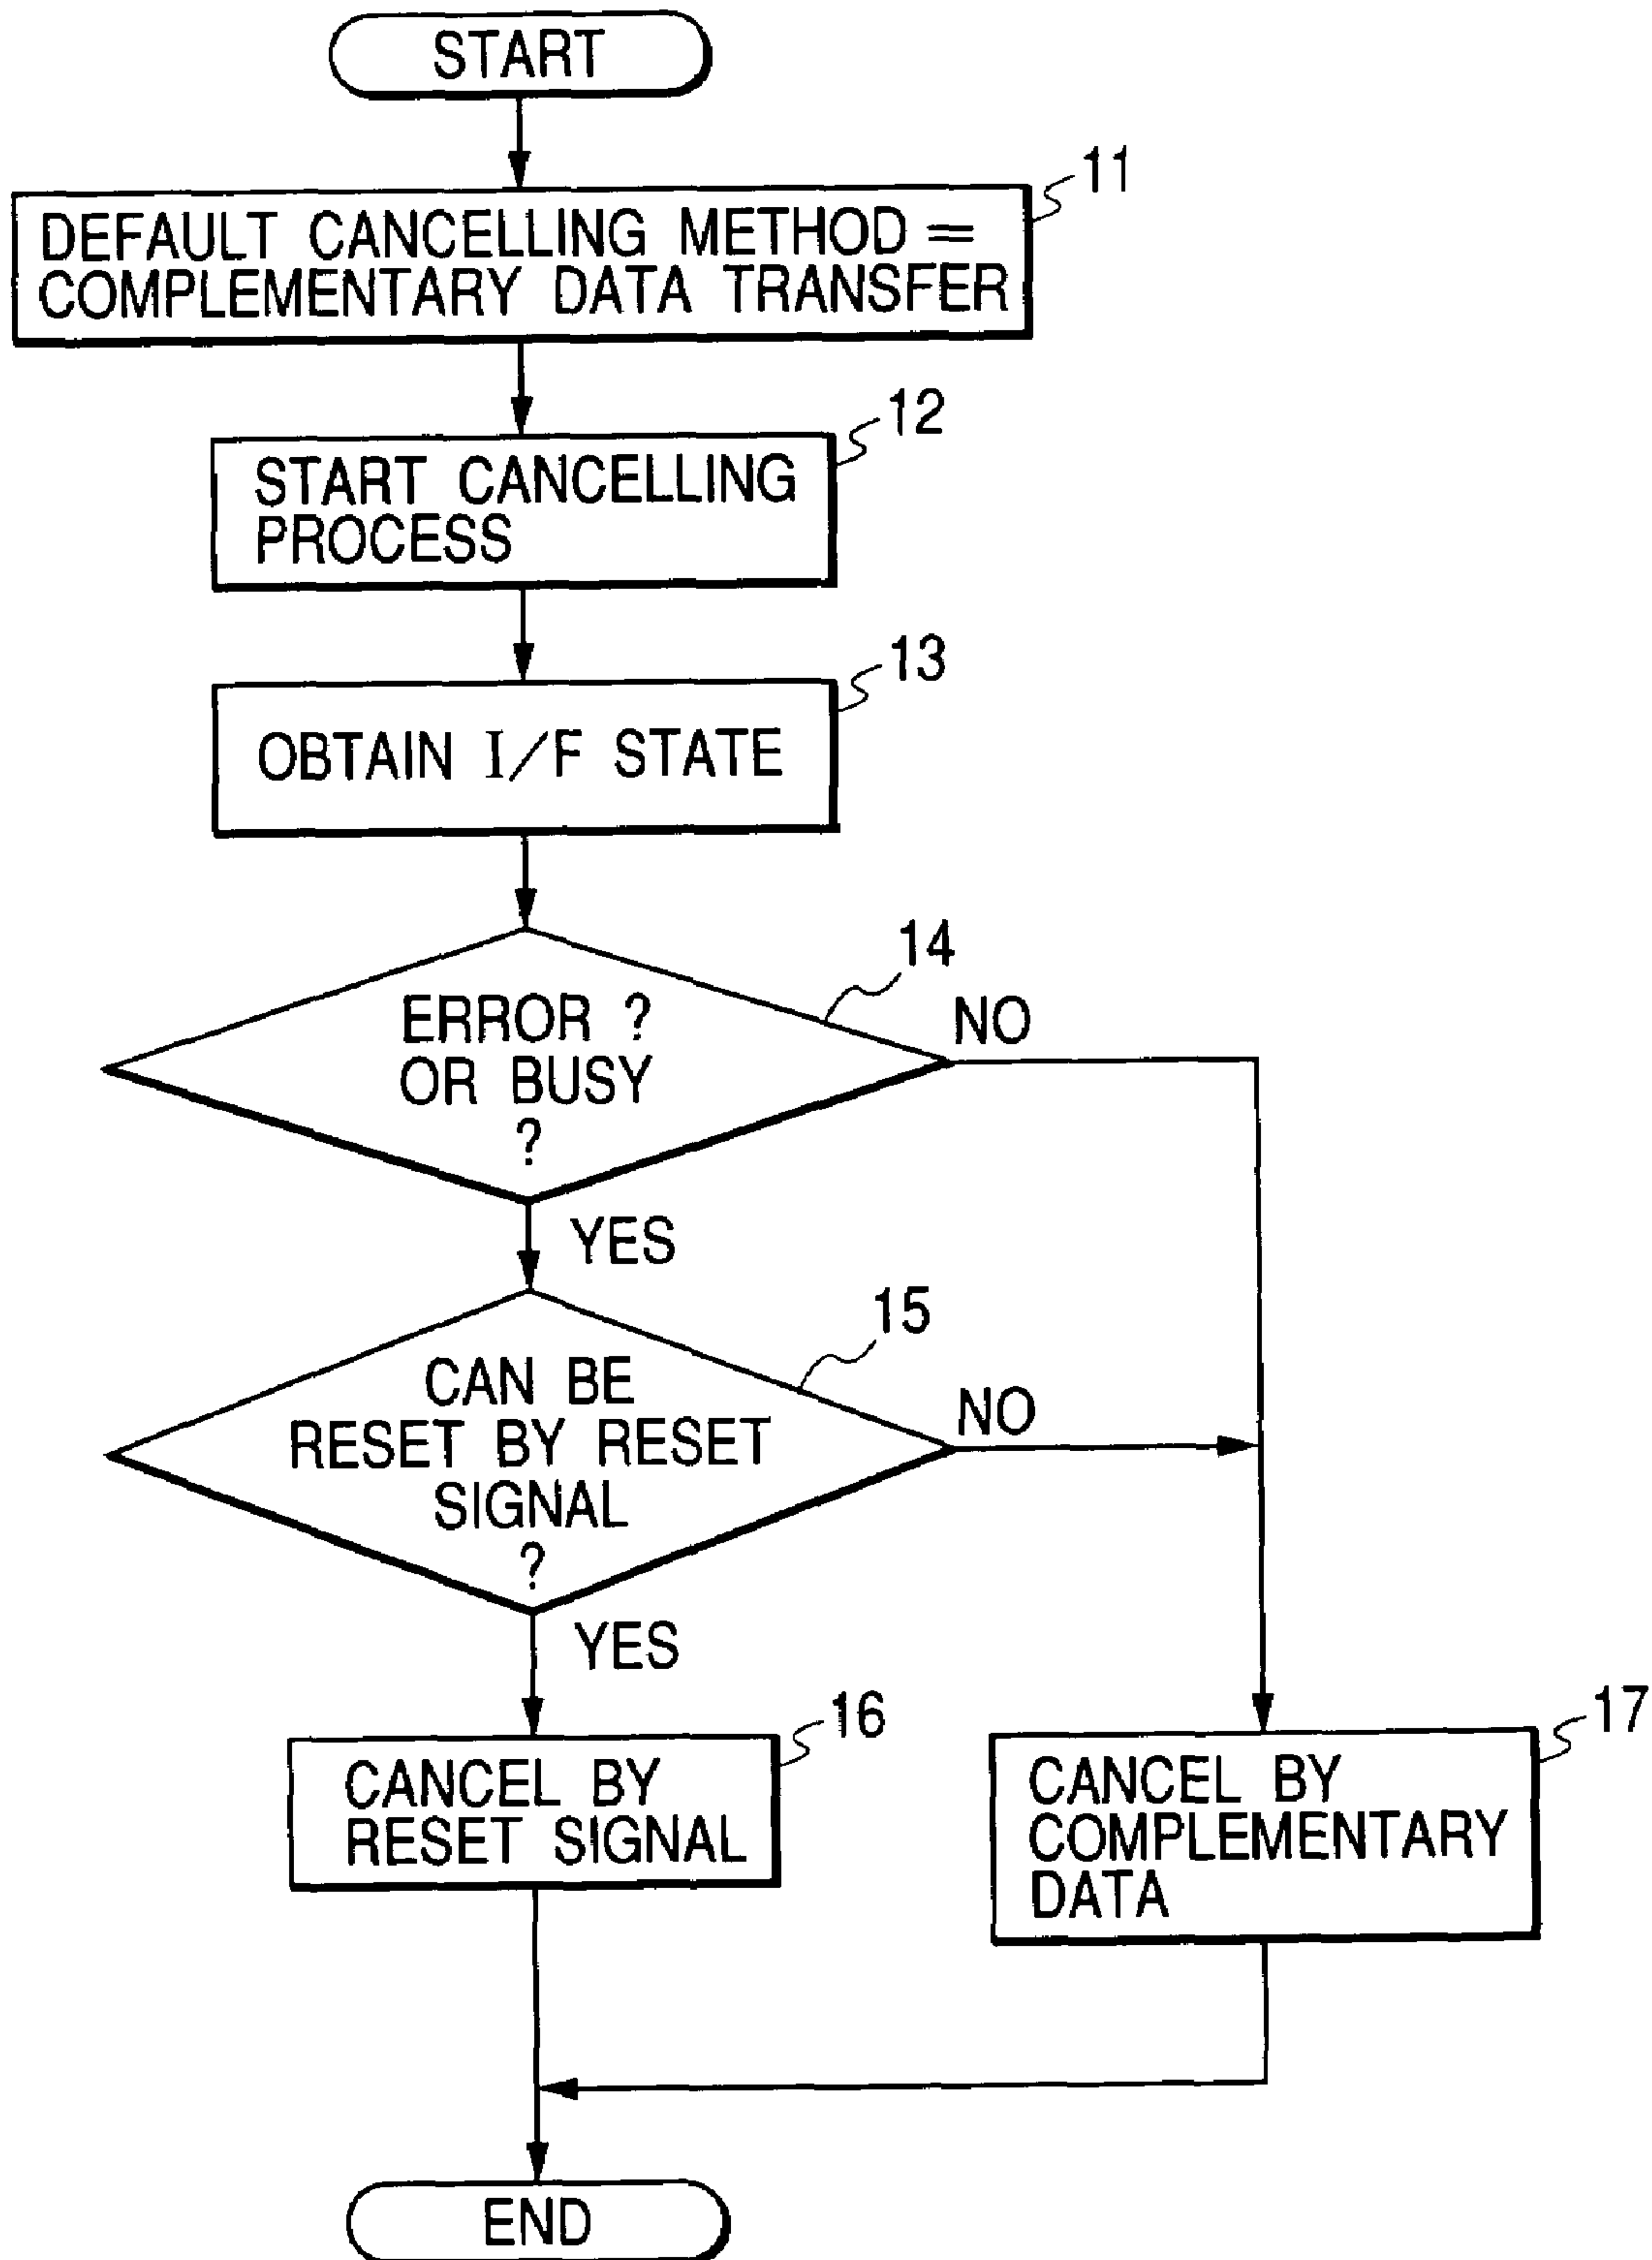 START
11
DEFAULT CANCELLING METHOD =
COMPLEMENTARY DATA TRANSFER
12
START CANCELLING
PROCESS
13
OBTAIN I/F STATE
14
ERROR ?
OR BUSY
?
NO
YES
15
CAN BE
RESET BY RESET
SIGNAL
?
NO
YES
16
CANCEL BY
RESET SIGNAL
17
CANCEL BY
COMPLEMENTARY
DATA
END